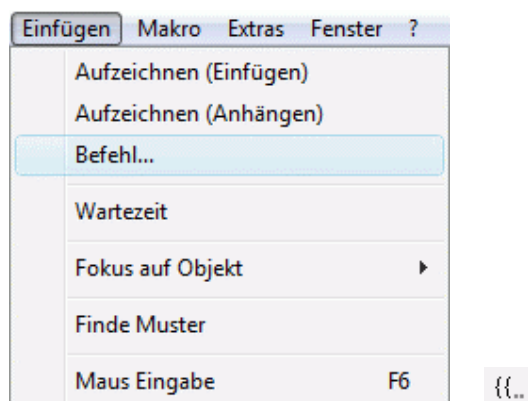 Einfügen Makro Extras Fenster ?
Aufzeichnen (Einfügen)
Aufzeichnen (Anhängen)
Befehl...
Wartezeit
Fokus auf Objekt
Finde Muster
Maus Eingabe F6
{{..